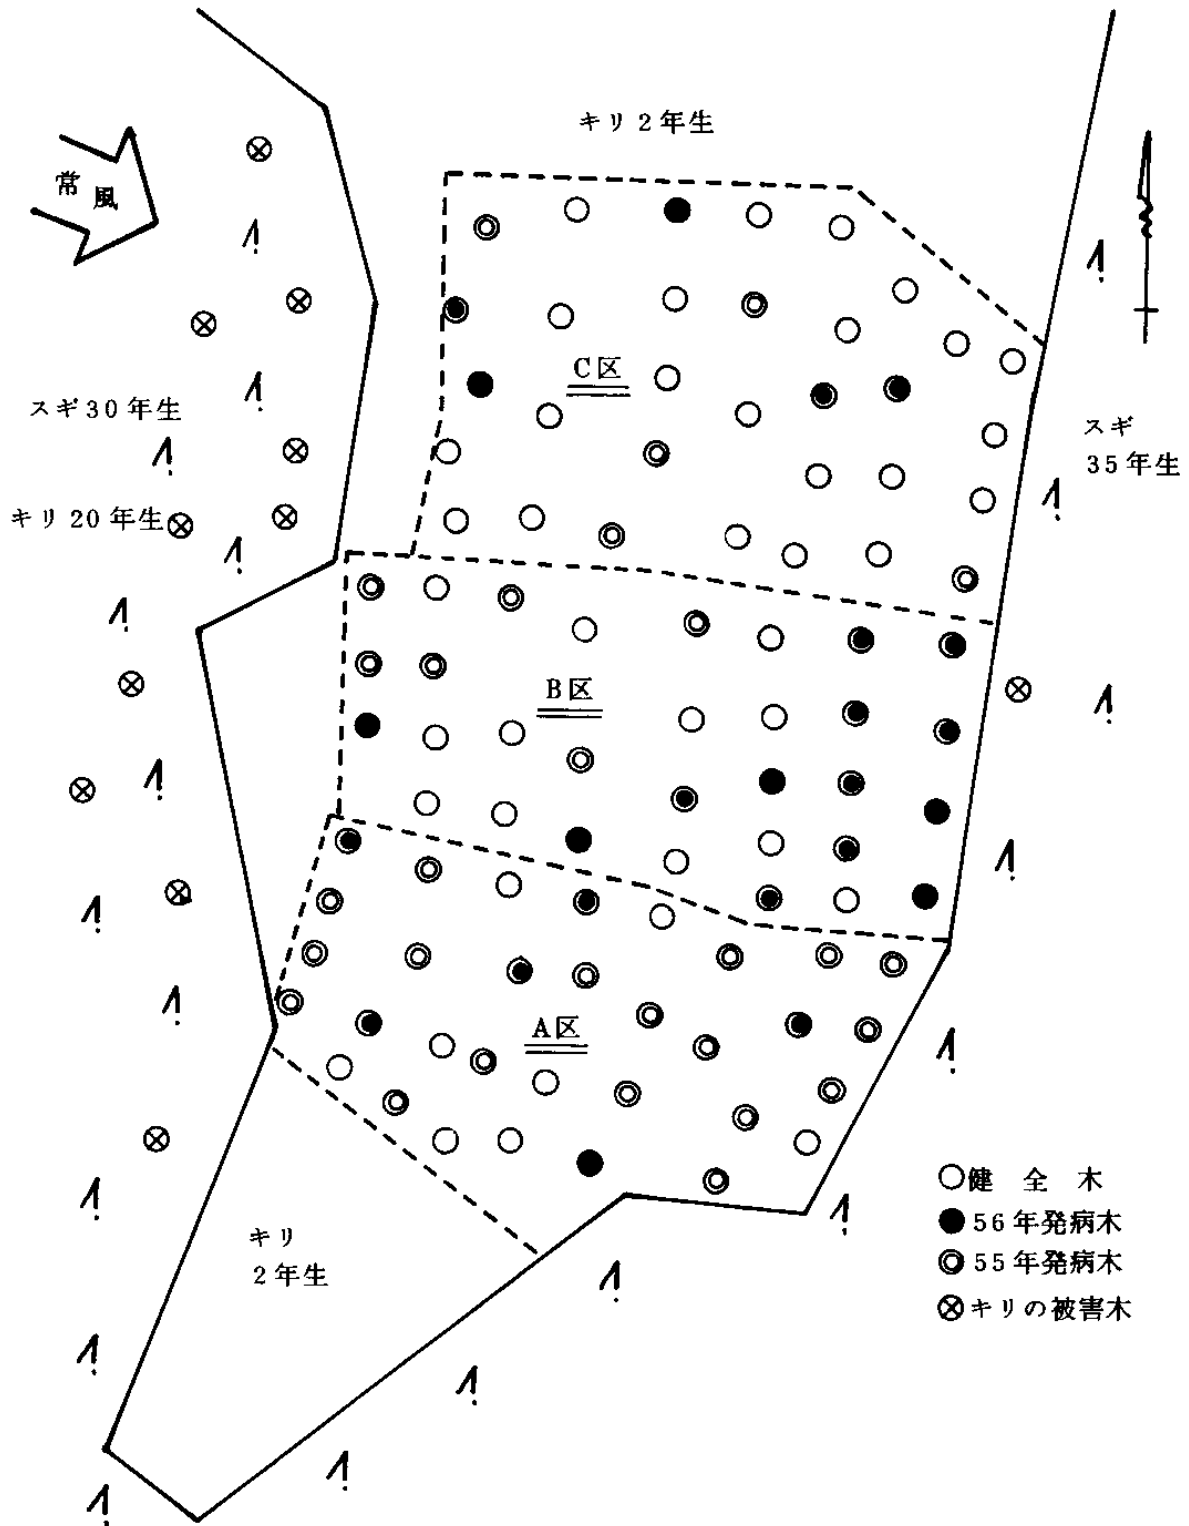 キリ2年生
常風
C区
スギ30年生
スギ
35年生
キリ20年生
B区
A区
健全木
56年発病木
55年発病木
キリの被害木
キリ
2年生